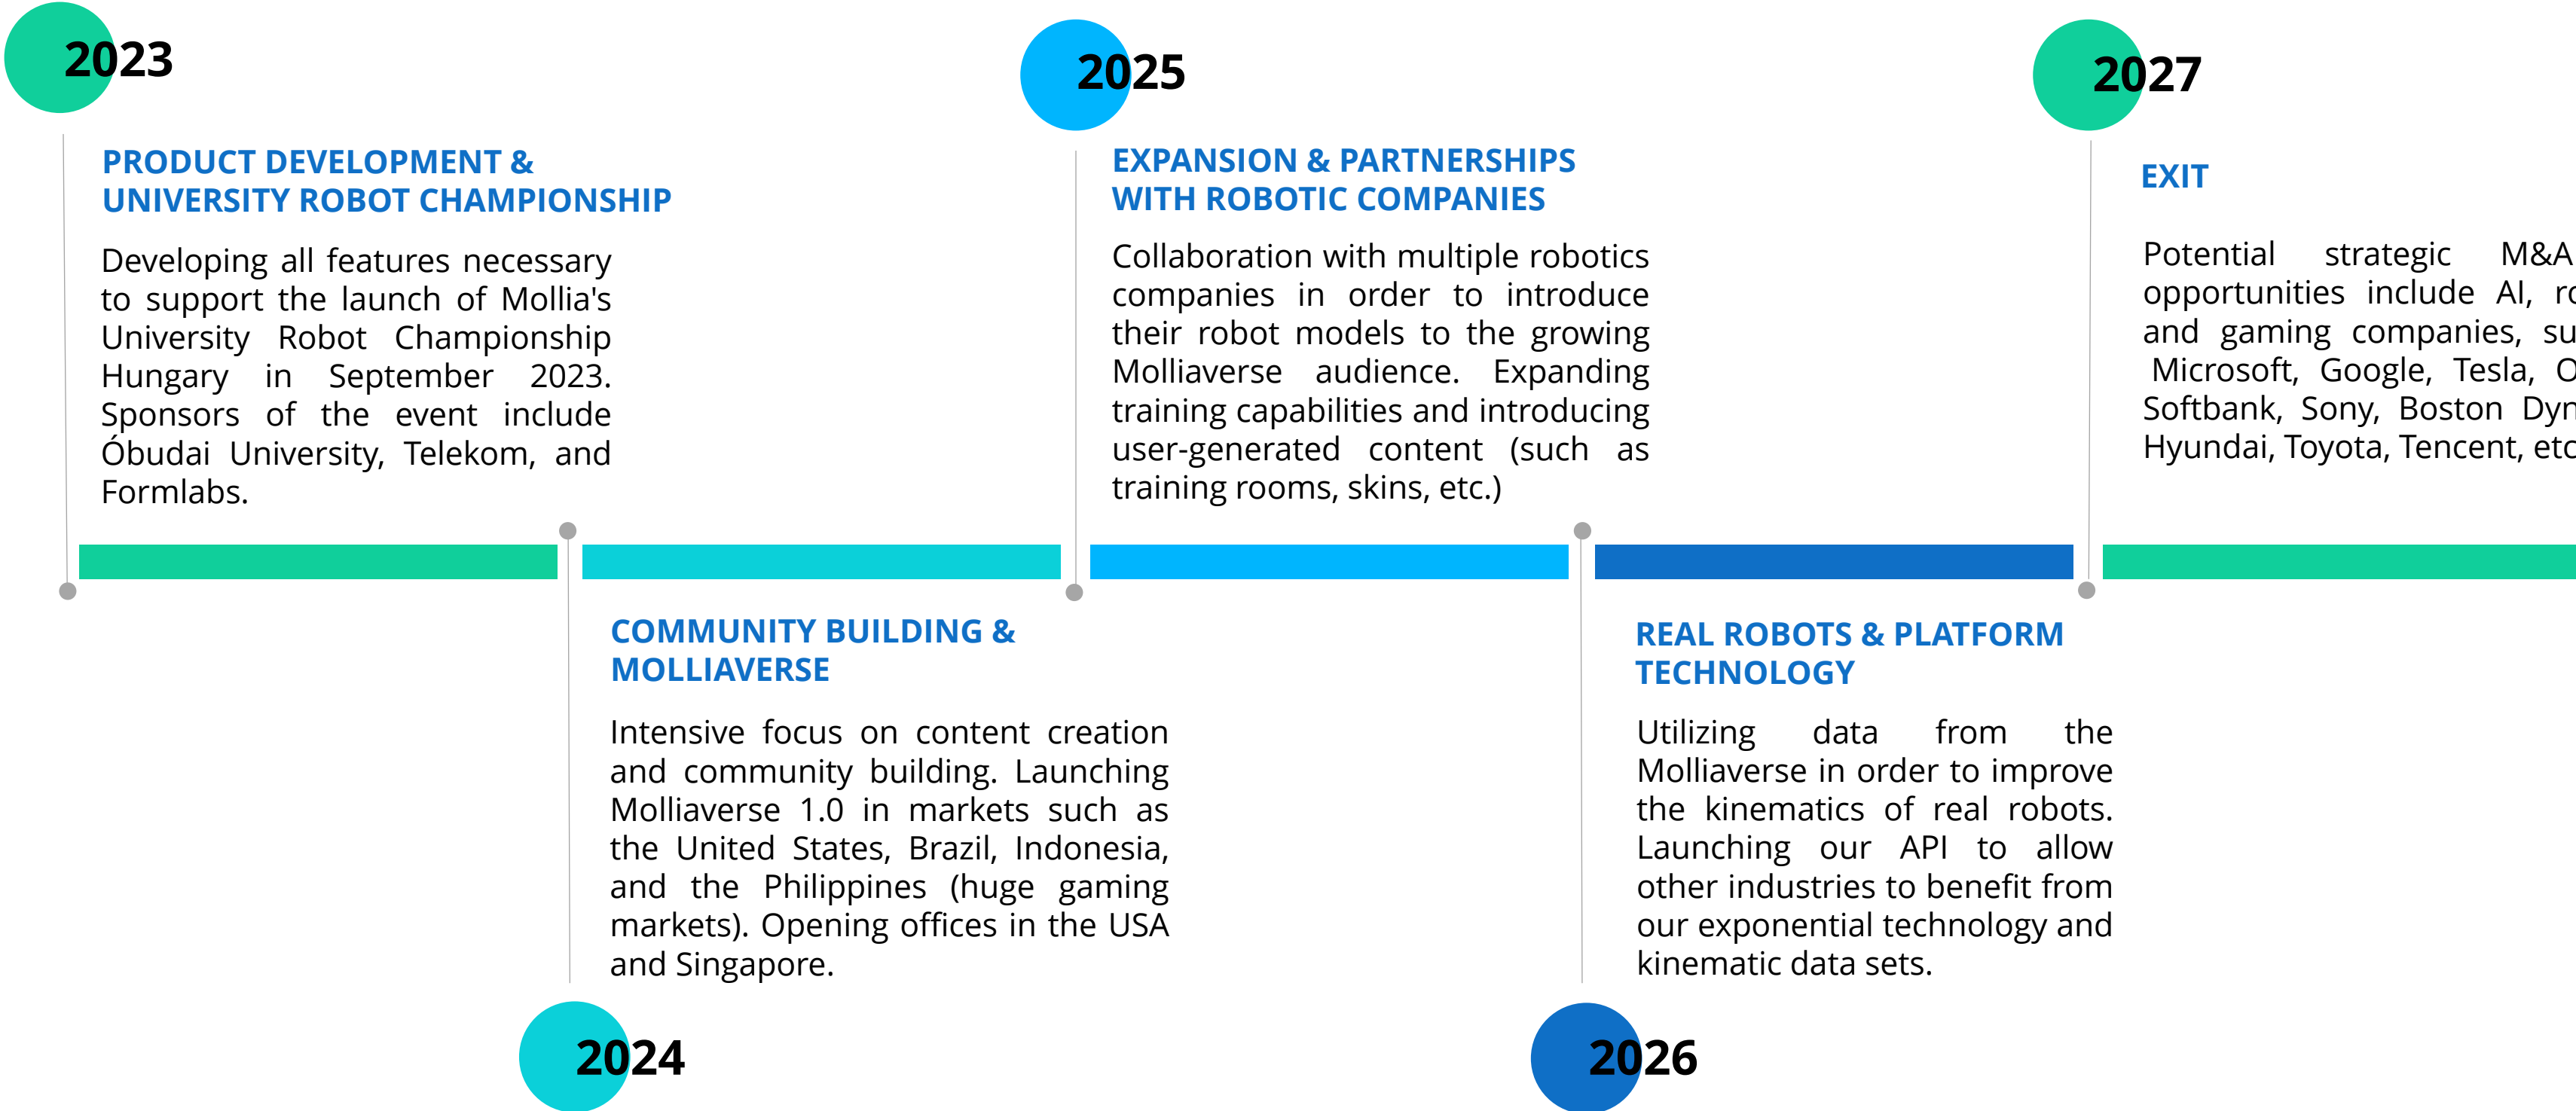 2023
PRODUCT DEVELOPMENT &
UNIVERSITY ROBOT CHAMPIONSHIP
Developing all features necessary
to support the launch of Mollia's
University Robot Championship
Hungary in September 2023.
Sponsors of the event include
Óbudai University, Telekom, and
Formlabs.
COMMUNITY BUILDING &
MOLLIAVERSE
Intensive focus on content creation
and community building. Launching
Molliaverse 1.0 in markets such as
the United States, Brazil, Indonesia,
and the Philippines (huge gaming
markets). Opening offices in the USA
and Singapore.
2024
2025
EXPANSION & PARTNERSHIPS
WITH ROBOTIC COMPANIES
Collaboration with multiple robotics
companies in order to introduce
their robot models to the growing
Molliaverse audience. Expanding
training capabilities and introducing
user-generated content (such as
training rooms, skins, etc.)
REAL ROBOTS & PLATFORM
TECHNOLOGY
Utilizing data from the
Molliaverse in order to improve
the kinematics of real robots.
Launching our API to allow
other industries to benefit from
our exponential technology and
kinematic data sets.
2026
2027
EXIT
Potential strategic M&A
opportunities include AI,
and gaming companies,
Microsoft, Google, Tesla,
Softbank, Sony, Boston
Hyundai, Toyota, Tencent, etc